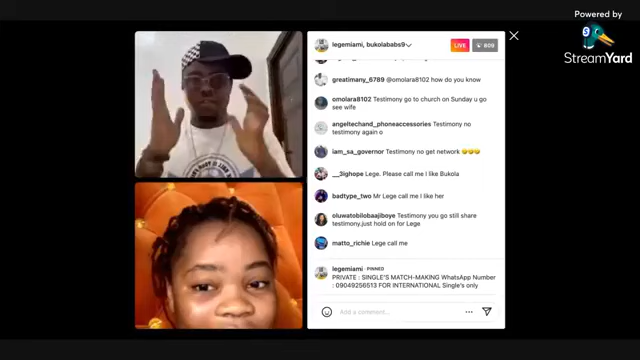 Powered by
StreamYard
legemiami, bukolababs9
LIVE
809
greatimany_6789 @omolara8102 how do you
know
omolara8102 Testimony go to church on Sunday u go
see wife
angeltechand_phoneaccessories Testimony no
testimony again o
iam_sa_governor Testimony no get network
__3ighope Lege. Please call me I like Bukola
badtype_two Mr Lege call me I like her
oluwatobilobaajiboye Testimony you go still share
testimony,just hold on for Lege
matto_richie Lege call me
legemiami · PINNED
PRIVATE : SINGLE'S MATCH-MAKING WhatsApp Number
: 09049256513 FOR INTERNATIONAL Single's only
Add a comment...